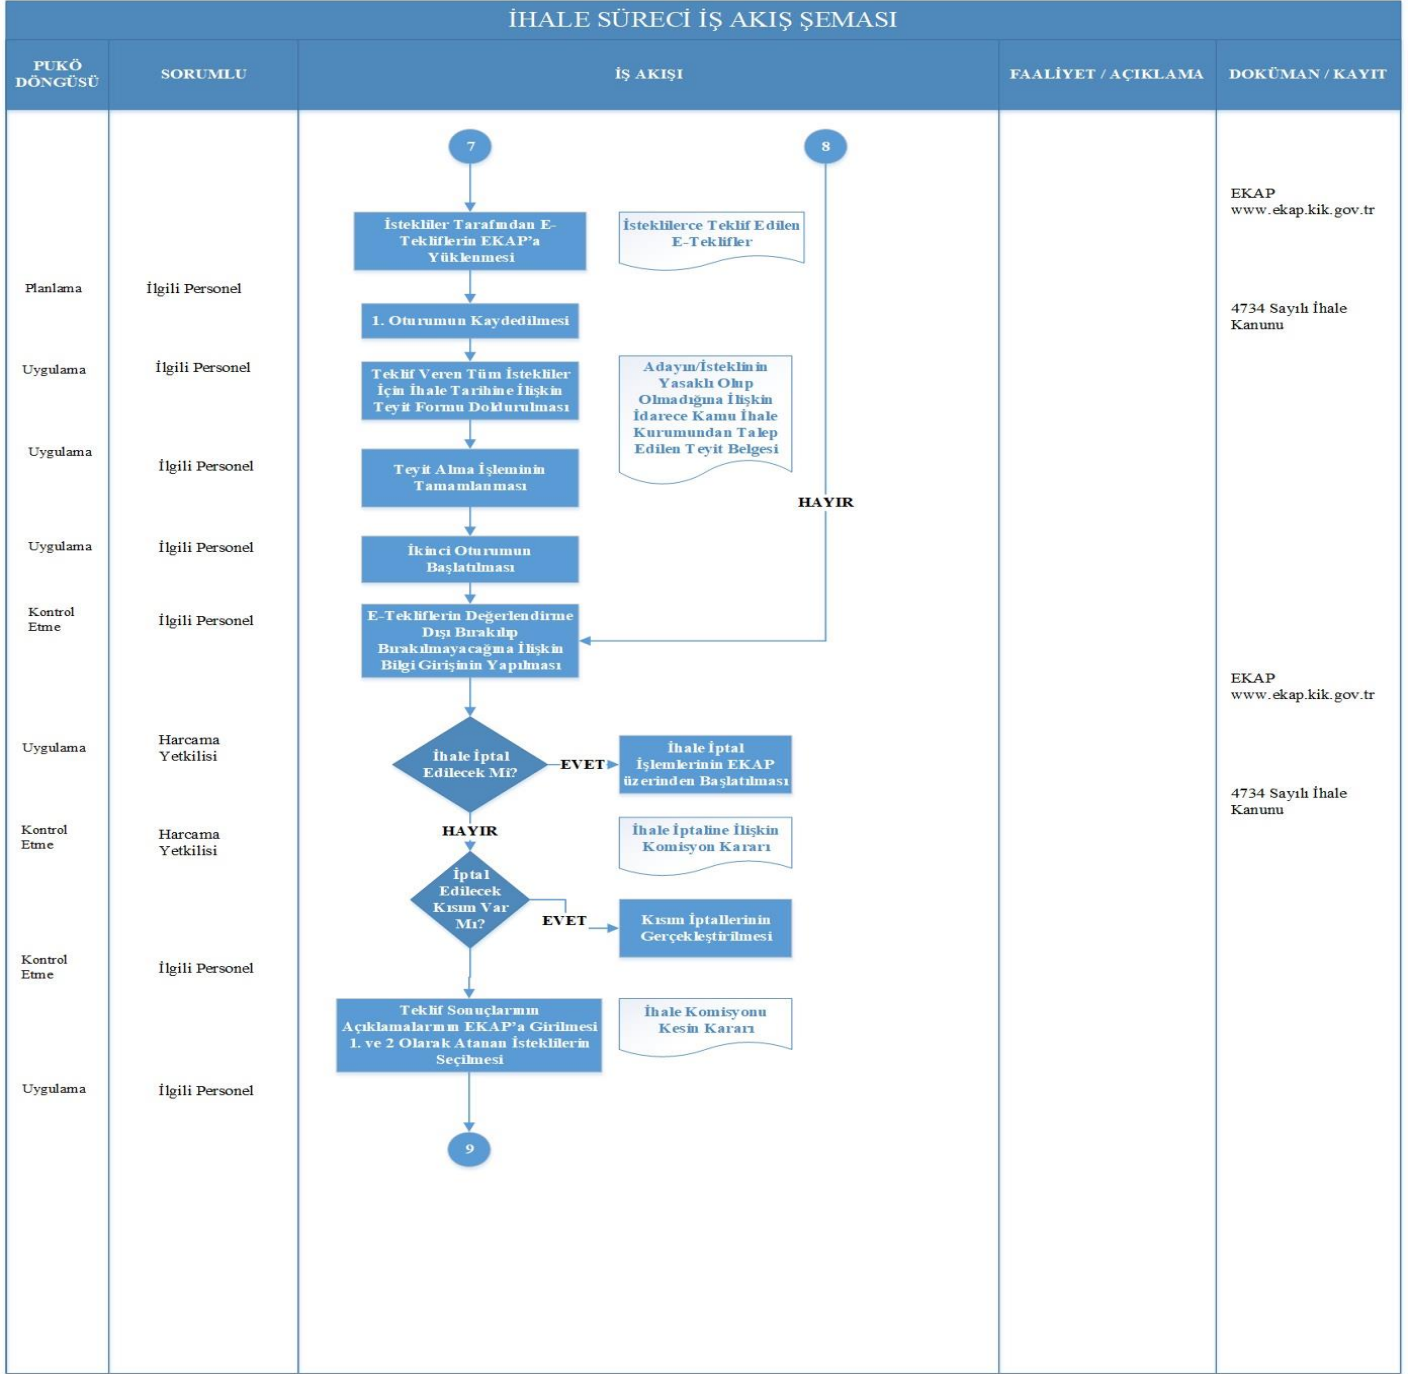 İHALE SÜRECİ İŞ AKIŞ ŞEMASI
PUKÖ
DÖNGÜSÜ
SORUMLU
İŞ AKIŞI
FAALİYET / AÇIKLAMA
DOKÜMAN / KAYIT
7
8
EKAP
www.ekap.kik.gov.tr
İstekliler Tarafından E-
Tekliflerin EKAP'a
Yüklenmesi
İsteklilerce Teklif Edilen
E-Teklifler
Planlama
İlgili Personel
1. Oturumun Kaydedilmesi
4734 Sayılı İhale
Kanunu
Uygulama
İlgili Personel
Teklif Veren Tüm İstekliler
İçin İhale Tarihine İlişkin
Teyit Formu Doldurulması
Adayın/İsteklinin
Yasaklı Olup
Olmadığına İlişkin
İdarece Kamu İhale
Kurumundan Talep
Edilen Teyit Belgesi
Uygulama
İlgili Personel
Teyit Alma İşleminin
Tamamlanması
HAYIR
Uygulama
İlgili Personel
İkinci Oturumun
Başlatılması
Kontrol
Etme
İlgili Personel
E-Tekliflerin Değerlendirme
Dışı Bırakılıp
Bırakılmayacağına İlişkin
Bilgi Girişinin Yapılması
EKAP
www.ekap.kik.gov.tr
Uygulama
Harcama
Yetkilisi
İhale İptal
Edilecek Mi?
EVET
İhale İptal
İşlemlerinin EKAP
üzerinden Başlatılması
4734 Sayılı İhale
Kanunu
Kontrol
Etme
Harcama
Yetkilisi
HAYIR
İhale İptaline İlişkin
Komisyon Kararı
İptal
Edilecek
Kısım Var
Mı?
EVET
Kısım İptallerinin
Gerçekleştirilmesi
Kontrol
Etme
İlgili Personel
Teklif Sonuçlarının
Açıklamalarının EKAP'a Girilmesi
1. ve 2 Olarak Atanan İsteklilerin
Seçilmesi
İhale Komisyonu
Kesin Kararı
Uygulama
İlgili Personel
9